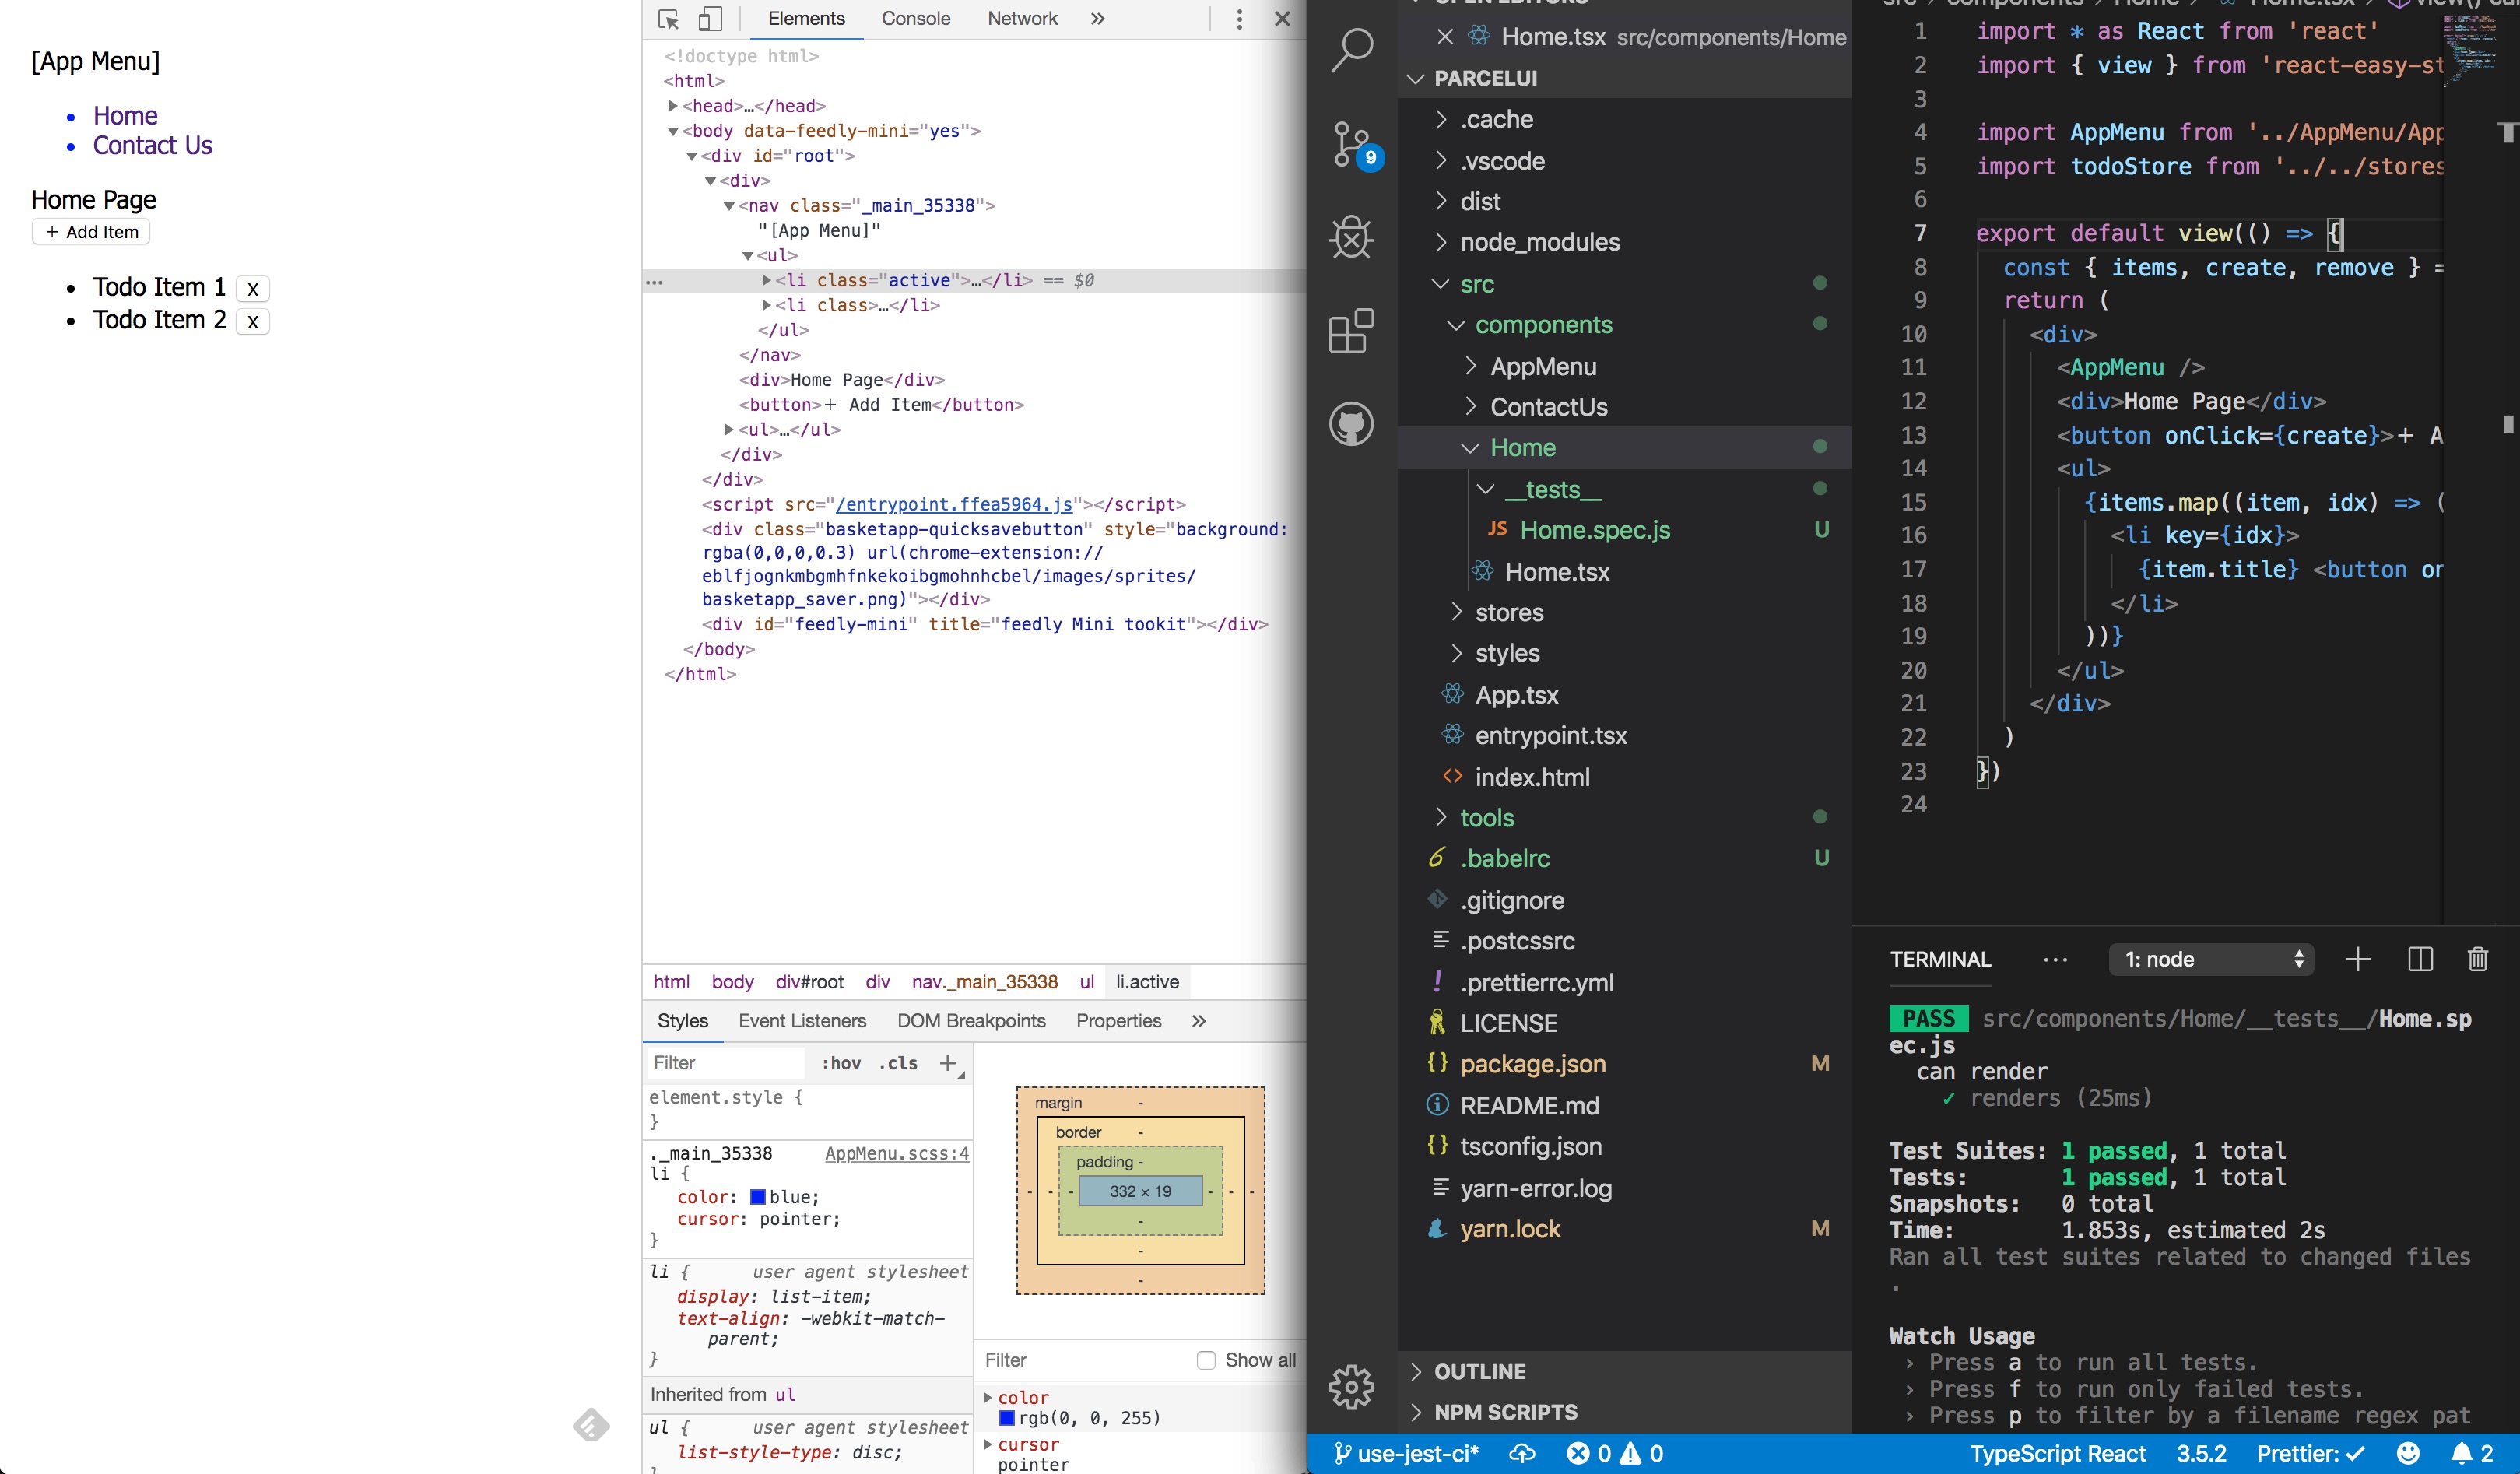 [App Menu]
Home
Contact Us
Home Page
+ Add Item
Todo Item 1 x
Todo Item 2 x
Elements Console Network »
<!doctype html>
<html>
<head>…</head>
<body data-feedly-mini="yes">
<div id="root">
<div>
<nav class="_main_35338">
"[App Menu]"
<ul>
<li class="active">…</li> == $0
<li class>…</li>
</ul>
</nav>
<div>Home Page</div>
<button>+ Add Item</button>
<ul>…</ul>
</div>
</div>
<script src="/entrypoint.ffea5964.js"></script>
<div class="basketapp-quicksavebutton" style="background:
rgba(0,0,0,0.3) url(chrome-extension://
eblfjognkmbgmhfnkekoibgmohnhcbel/images/sprites/
basketapp_saver.png)"></div>
<div id="feedly-mini" title="feedly Mini tookit"></div>
</body>
</html>
html body div#root div nav._main_35338 ul li.active
Styles Event Listeners DOM Breakpoints Properties »
Filter :hov .cls +
element.style {
}
._main_35338 AppMenu.scss:4
li {
color: blue;
cursor: pointer;
}
li { user agent stylesheet
display: list-item;
text-align: -webkit-match-
parent;
}
Inherited from ul
ul { user agent stylesheet
list-style-type: disc;
margin -
border -
padding -
332 × 19
Filter Show all
color
rgb(0, 0, 255)
cursor
pointer
9
OPEN EDITORS
Home.tsx src/components/Home
PARCELUI
.cache
.vscode
dist
node_modules
src
components
AppMenu
ContactUs
Home
__tests__
JS Home.spec.js U
Home.tsx
stores
styles
App.tsx
entrypoint.tsx
index.html
tools
.babelrc U
.gitignore
.postcssrc
.prettierrc.yml
LICENSE
package.json M
README.md
tsconfig.json
yarn-error.log
yarn.lock M
OUTLINE
NPM SCRIPTS
src > components > Home > Home.tsx > view() cal
1 import * as React from 'react'
2 import { view } from 'react-easy-st
3
4 import AppMenu from '../AppMenu/App
5 import todoStore from '../../stores
6
7 export default view(() => {
8 const { items, create, remove } =
9 return (
10 <div>
11 <AppMenu />
12 <div>Home Page</div>
13 <button onClick={create}>+ A
14 <ul>
15 {items.map((item, idx) => (
16 <li key={idx}>
17 {item.title} <button on
18 </li>
19 ))}
20 </ul>
21 </div>
22 )
23 })
24
TERMINAL … 1: node
PASS src/components/Home/__tests__/Home.sp
ec.js
can render
✓ renders (25ms)
Test Suites: 1 passed, 1 total
Tests: 1 passed, 1 total
Snapshots: 0 total
Time: 1.853s, estimated 2s
Ran all test suites related to changed files
.
Watch Usage
› Press a to run all tests.
› Press f to run only failed tests.
› Press p to filter by a filename regex pat
use-jest-ci* 0 0 TypeScript React 3.5.2 Prettier: ✓ 2